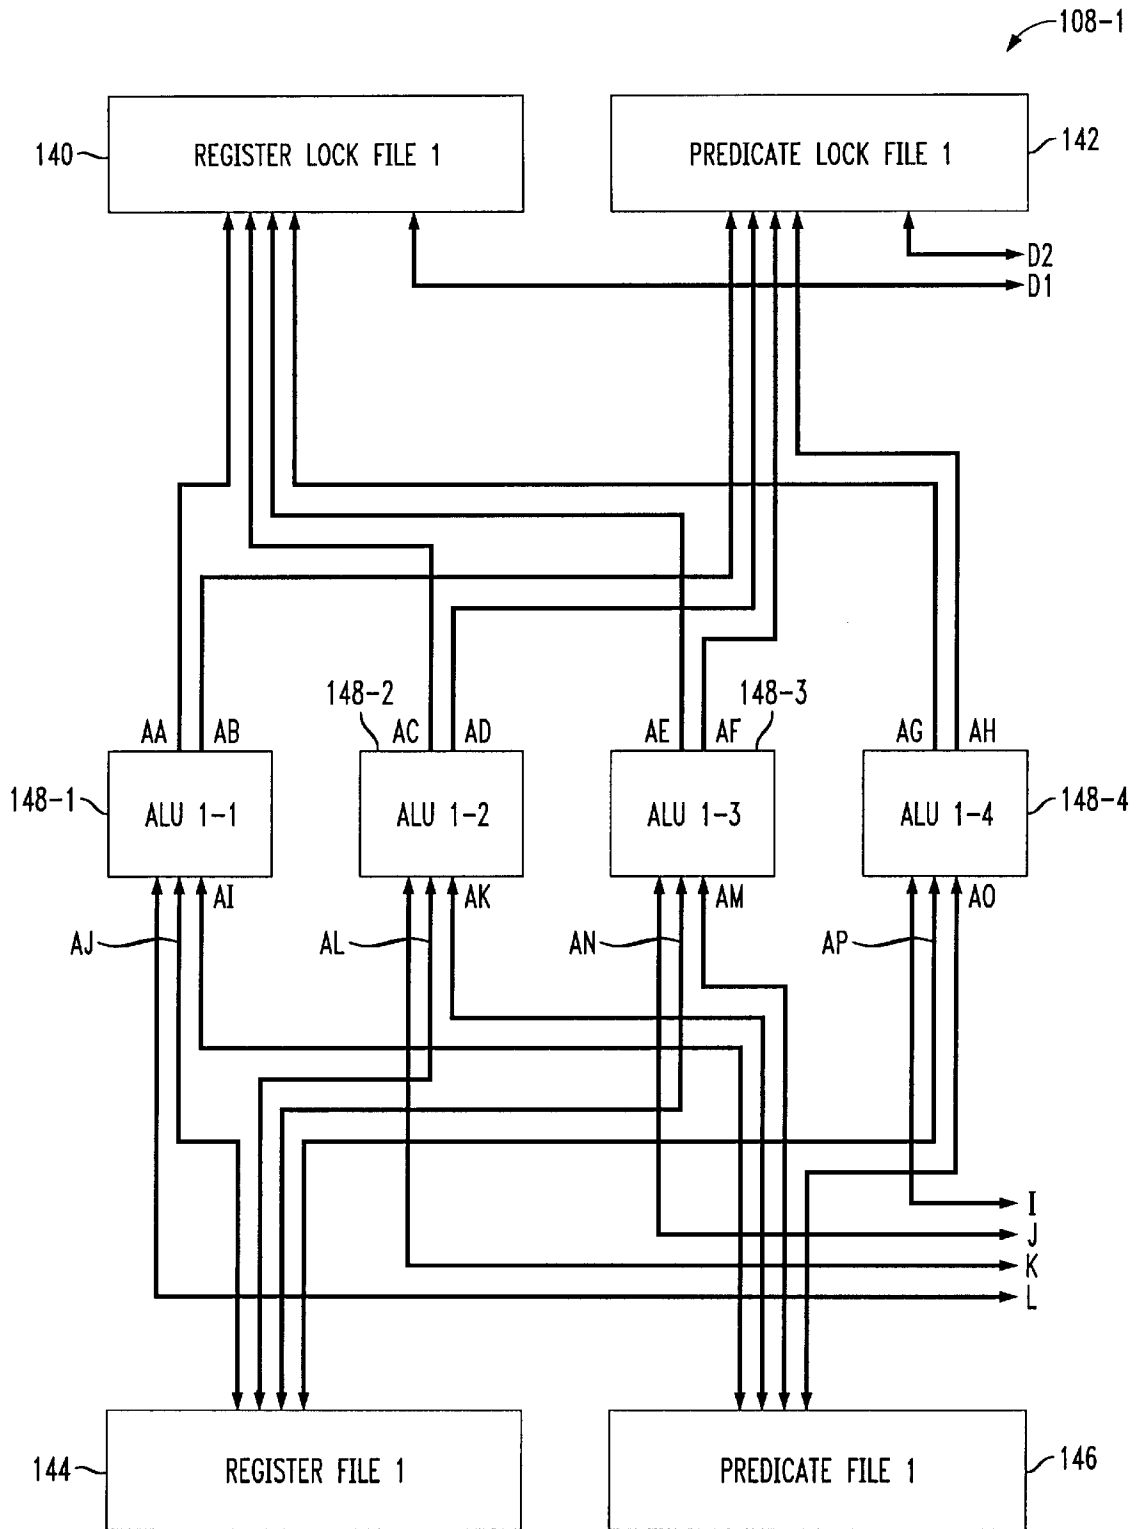 108-1
140
REGISTER LOCK FILE 1
PREDICATE LOCK FILE 1
142
D2
D1
148-2
148-3
AA
AB
AC
AD
AE
AF
AG
AH
148-1
ALU 1-1
ALU 1-2
ALU 1-3
ALU 1-4
148-4
AI
AK
AM
AO
AJ
AL
AN
AP
I
J
K
L
144
REGISTER FILE 1
PREDICATE FILE 1
146